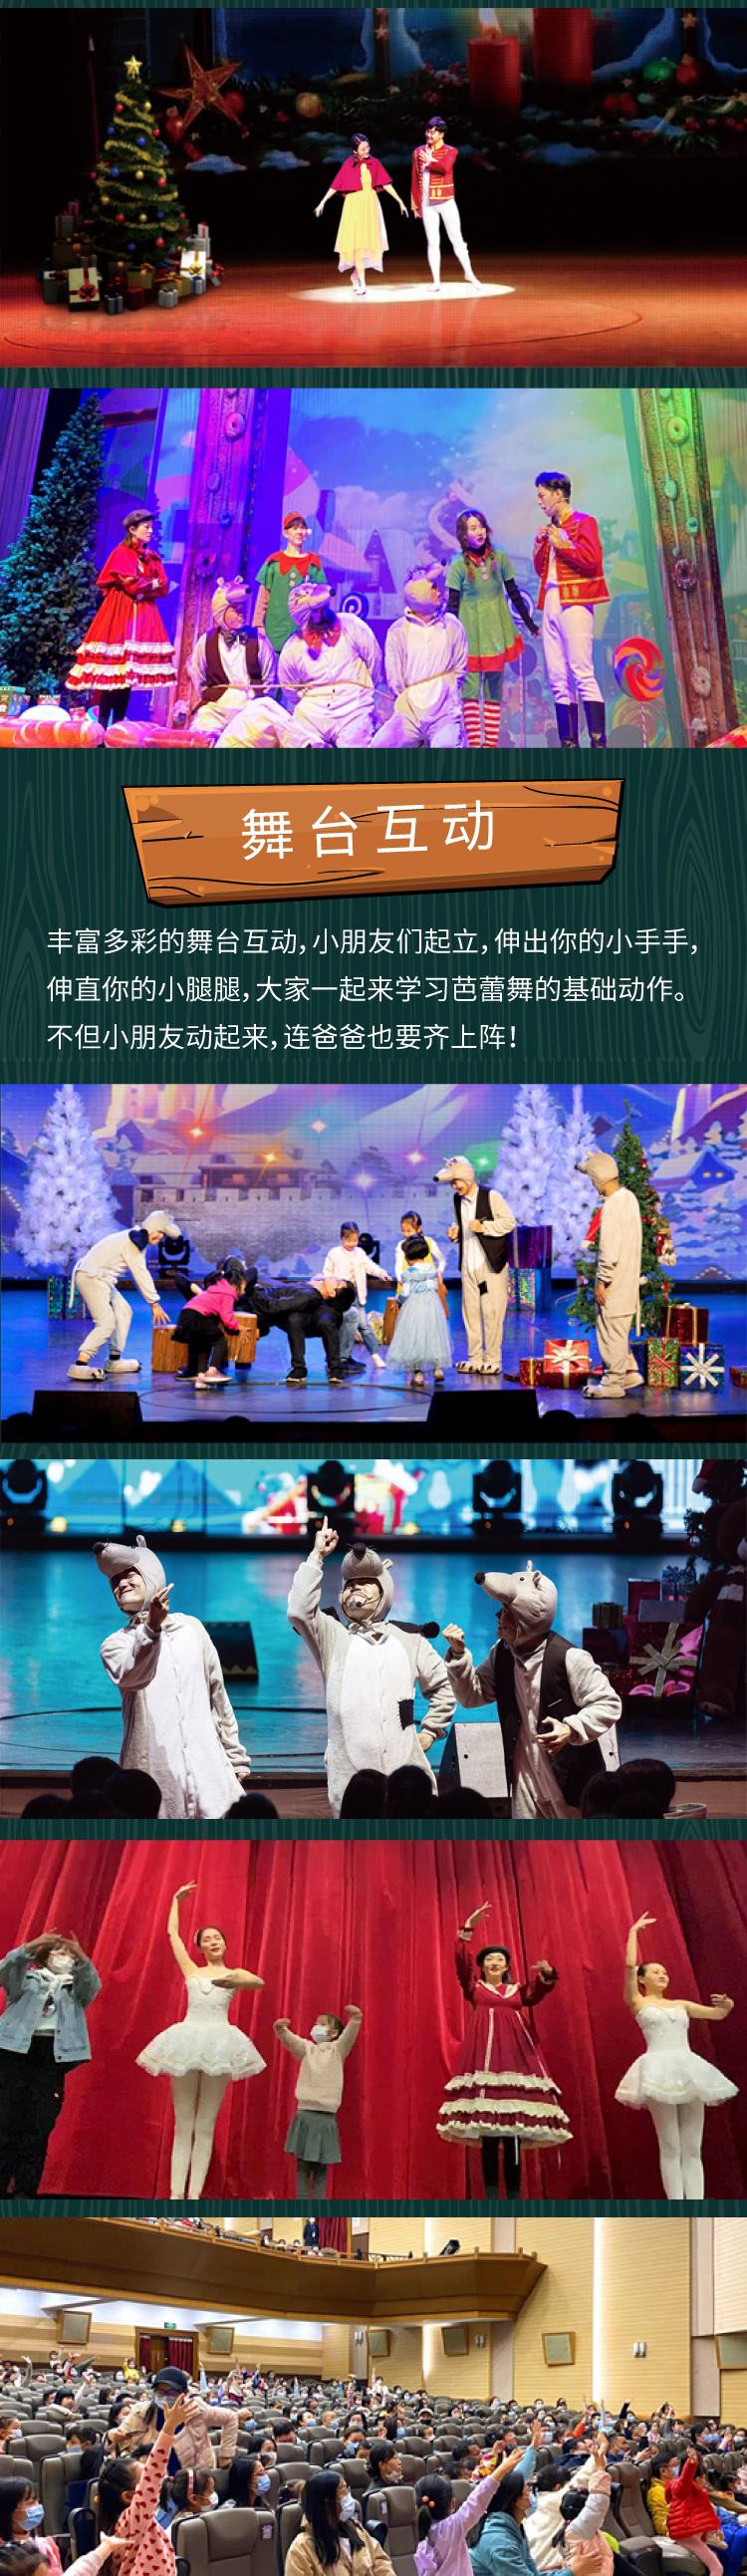 舞台互动
丰富多彩的舞台互动，小朋友们起立，伸出你的小手手，
伸直你的小腿腿，大家一起来学习芭蕾舞的基础动作。
不但小朋友动起来，连爸爸也要齐上阵！